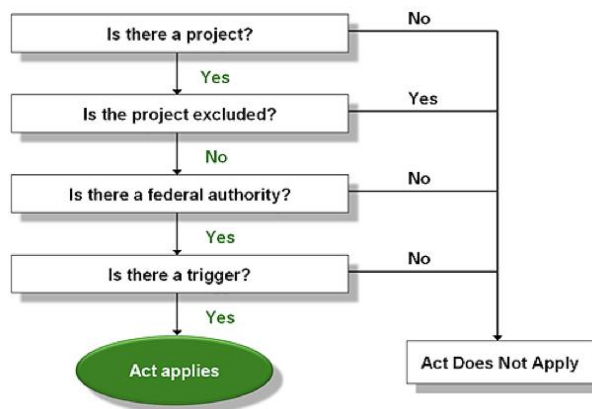 Is there a project?
No
Yes
Is the project excluded?
Yes
No
Is there a federal authority?
No
Yes
Is there a trigger?
No
Yes
Act applies
Act Does Not Apply